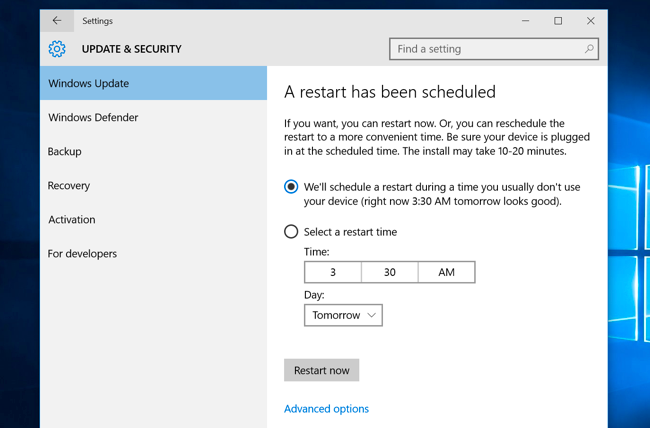 Settings
UPDATE & SECURITY
Find a setting
Windows Update
Windows Defender
Backup
Recovery
Activation
For developers
A restart has been scheduled
If you want, you can restart now. Or, you can reschedule the
restart to a more convenient time. Be sure your device is plugged
in at the scheduled time. The install may take 10-20 minutes.
We'll schedule a restart during a time you usually don't use
your device (right now 3:30 AM tomorrow looks good).
Select a restart time
Time:
3 30 AM
Day:
Tomorrow
Restart now
Advanced options